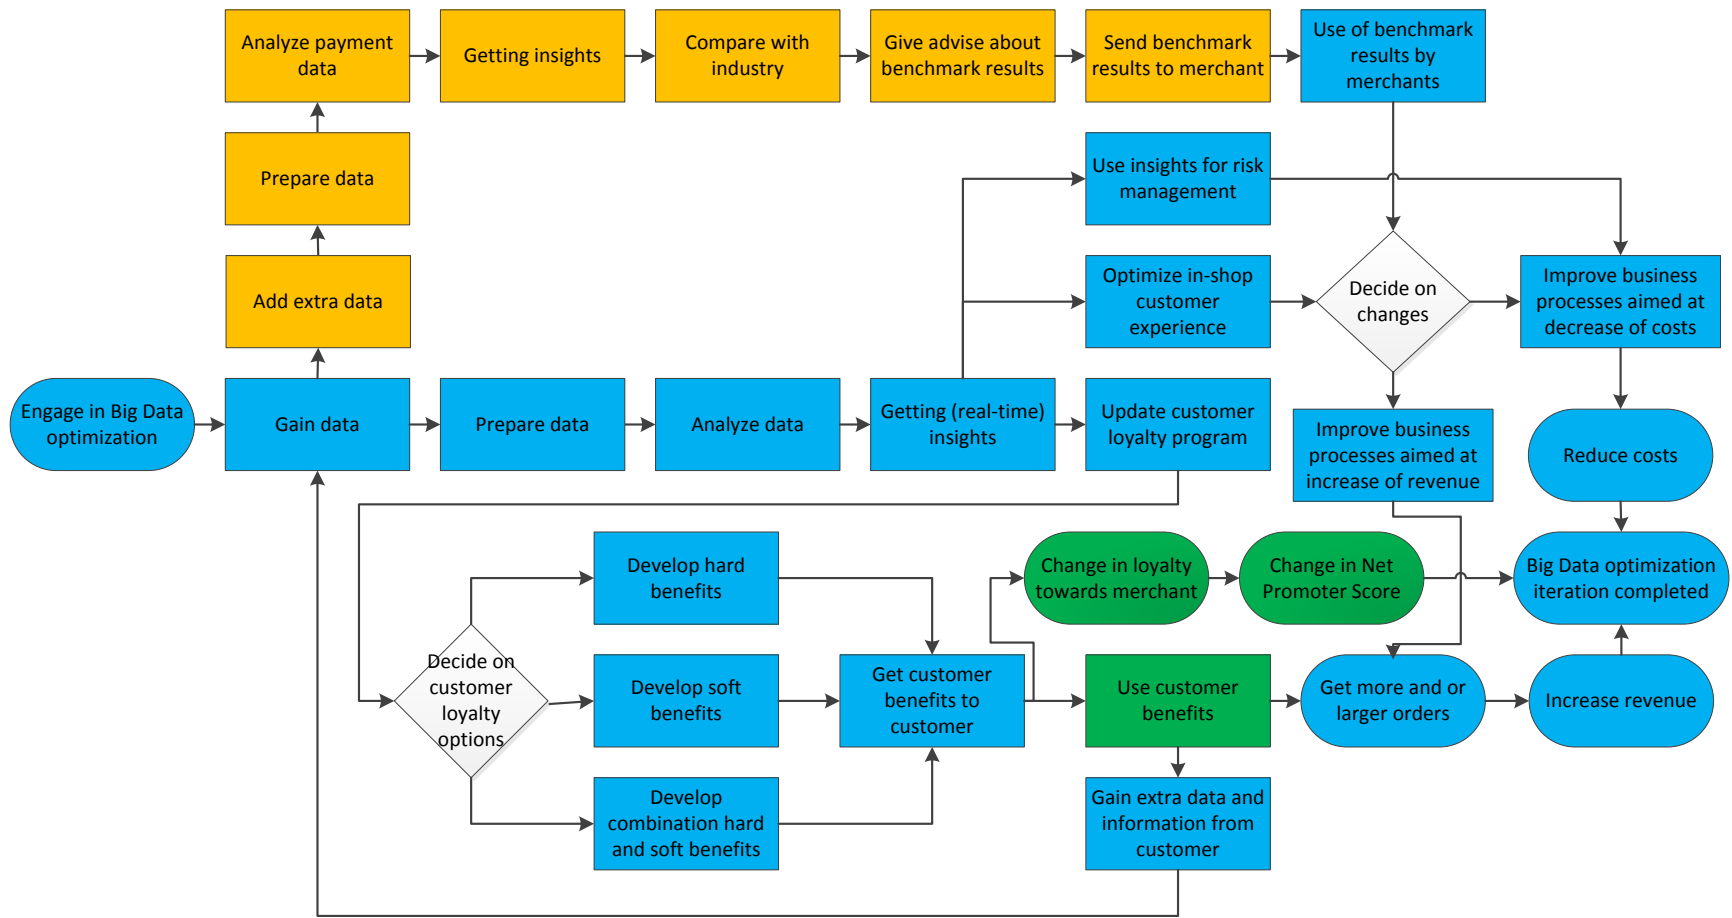 Analyze payment
data
Getting insights
Compare with
industry
Give advise about
benchmark results
Send benchmark
results to merchant
Use of benchmark
results by
merchants
Prepare data
Use insights for risk
management
Add extra data
Optimize in-shop
customer
experience
Decide on
changes
Improve business
processes aimed at
decrease of costs
Engage in Big Data
optimization
Gain data
Prepare data
Analyze data
Getting (real-time)
insights
Update customer
loyalty program
Improve business
processes aimed at
increase of revenue
Reduce costs
Develop hard
benefits
Change in loyalty
towards merchant
Change in Net
Promoter Score
Big Data optimization
iteration completed
Decide on
customer
loyalty
options
Develop soft
benefits
Get customer
benefits to
customer
Use customer
benefits
Get more and or
larger orders
Increase revenue
Develop
combination hard
and soft benefits
Gain extra data and
information from
customer